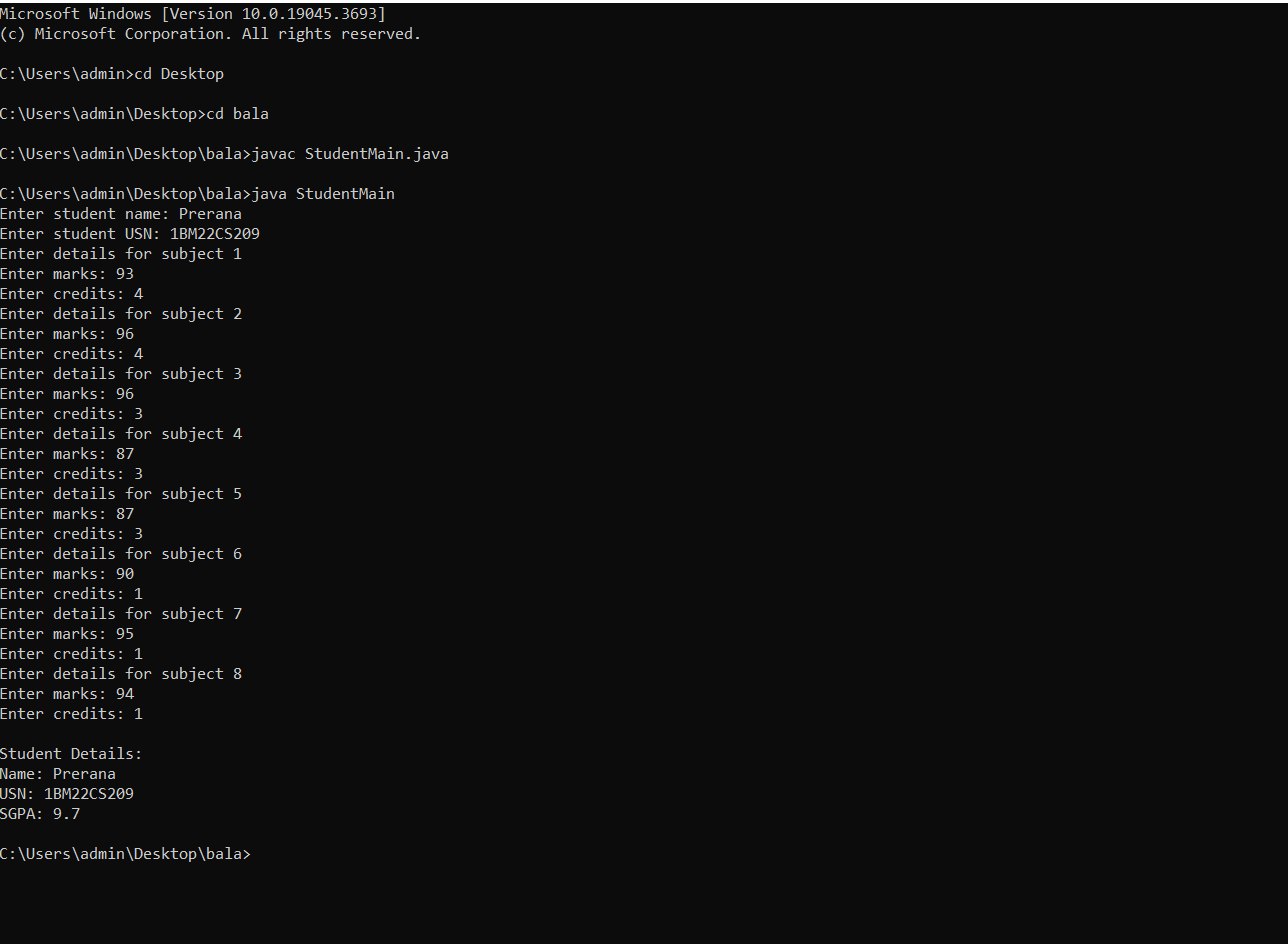 Microsoft Windows [Version 10.0.19045.3693]
(c) Microsoft Corporation. All rights reserved.
C:\Users\admin>cd Desktop
C:\Users\admin\Desktop>cd bala
C:\Users\admin\Desktop\bala>javac StudentMain.java
C:\Users\admin\Desktop\bala>java StudentMain
Enter student name: Prerana
Enter student USN: 1BM22CS209
Enter details for subject 1
Enter marks: 93
Enter credits: 4
Enter details for subject 2
Enter marks: 96
Enter credits: 4
Enter details for subject 3
Enter marks: 96
Enter credits: 3
Enter details for subject 4
Enter marks: 87
Enter credits: 3
Enter details for subject 5
Enter marks: 87
Enter credits: 3
Enter details for subject 6
Enter marks: 90
Enter credits: 1
Enter details for subject 7
Enter marks: 95
Enter credits: 1
Enter details for subject 8
Enter marks: 94
Enter credits: 1
Student Details:
Name: Prerana
USN: 1BM22CS209
SGPA: 9.7
C:\Users\admin\Desktop\bala>